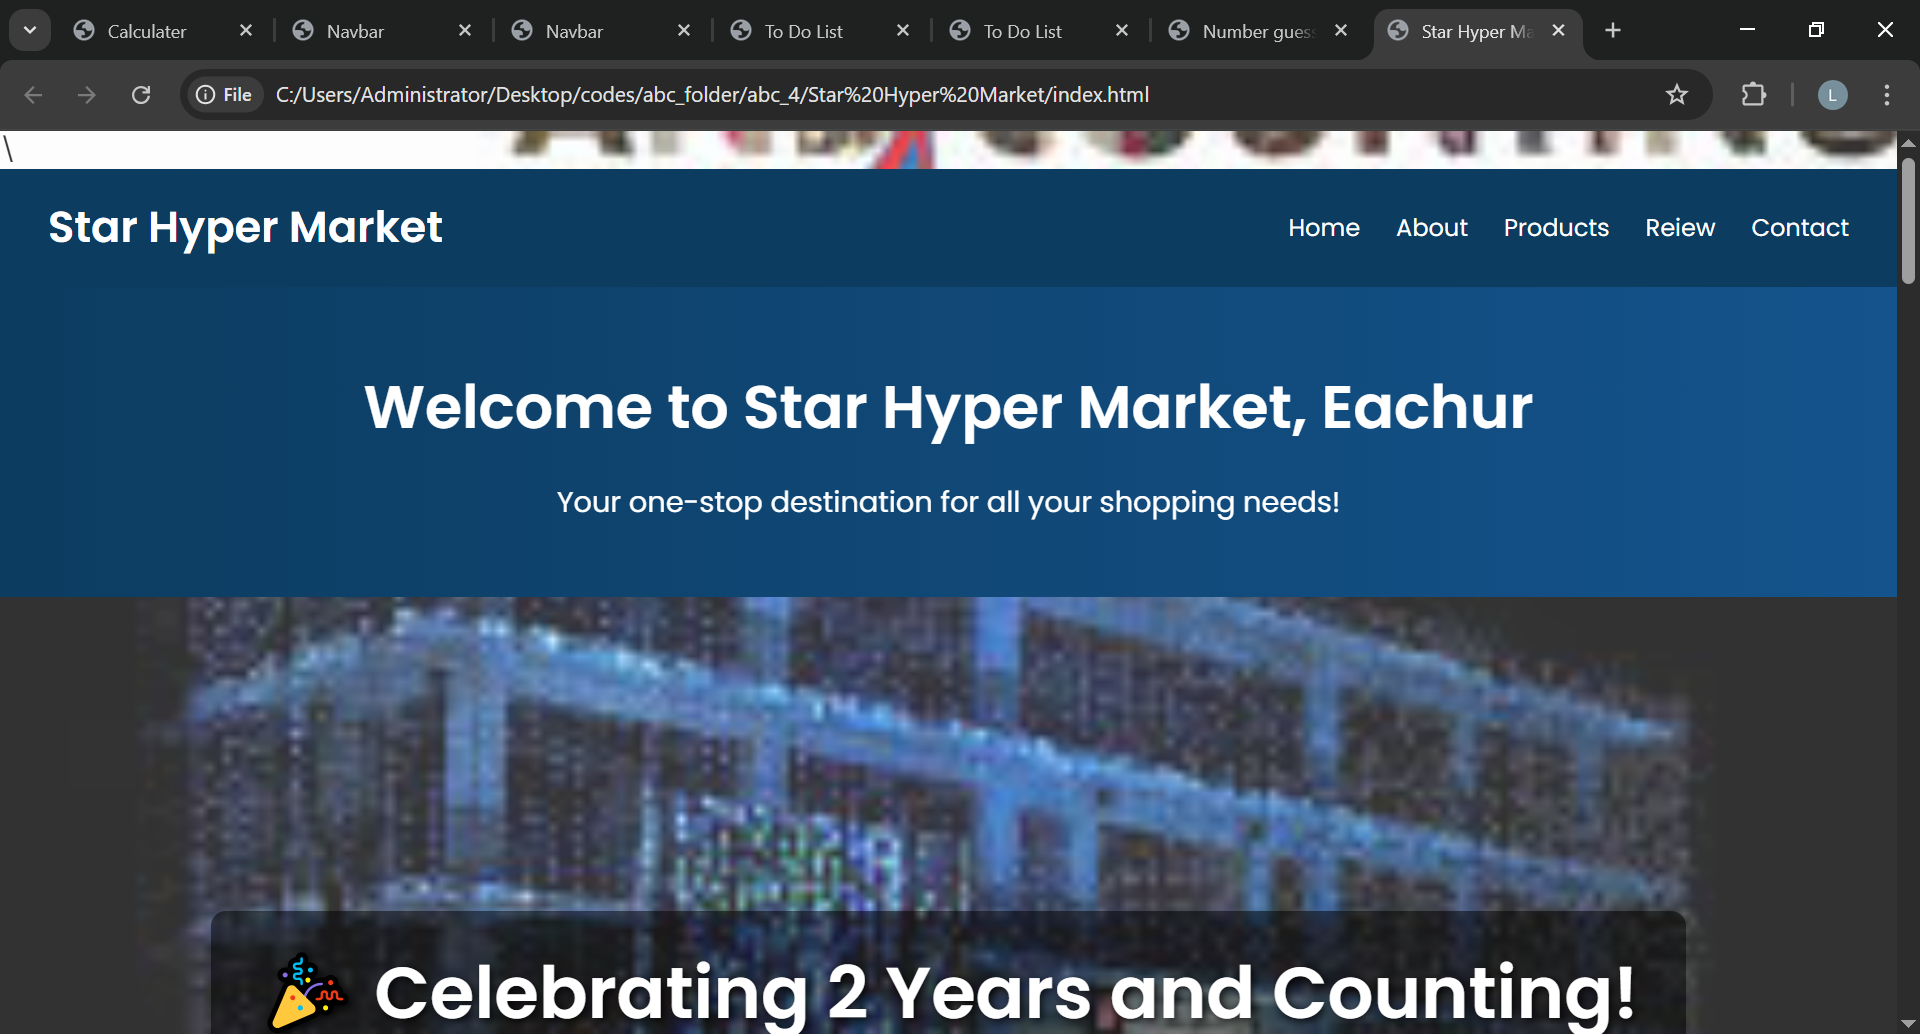 Calculater
Navbar
Navbar
To Do List
To Do List
Number gues
Star Hyper Ma
File
C:/Users/Administrator/Desktop/codes/abc_folder/abc_4/Star%20Hyper%20Market/index.html
L
\
Star Hyper Market
Home
About
Products
Reiew
Contact
Welcome to Star Hyper Market, Eachur
Your one-stop destination for all your shopping needs!
Celebrating 2 Years and Counting!